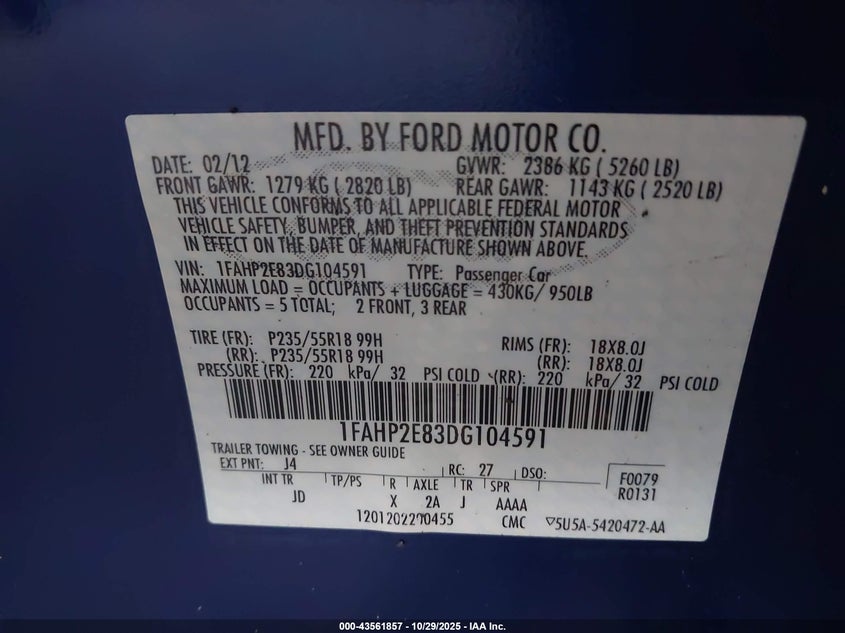 MFD. BY FORD MOTOR CO.
DATE: 02/12 GVWR: 2386 KG ( 5260 LB)
FRONT GAWR: 1279 KG ( 2820 LB) REAR GAWR: 1143 KG ( 2520 LB)
THIS VEHICLE CONFORMS TO ALL APPLICABLE FEDERAL MOTOR
VEHICLE SAFETY, BUMPER, AND THEFT PREVENTION STANDARDS
IN EFFECT ON THE DATE OF MANUFACTURE SHOWN ABOVE.
VIN: 1FAHP2E83DG104591 TYPE: Passenger Car
MAXIMUM LOAD = OCCUPANTS + LUGGAGE = 430KG/ 950LB
OCCUPANTS = 5 TOTAL; 2 FRONT, 3 REAR
TIRE (FR): P235/55R18 99H RIMS (FR): 18X8.0J
(RR): P235/55R18 99H (RR): 18X8.0J
PRESSURE (FR): 220 kPa/ 32 PSI COLD (RR): 220 kPa/ 32 PSI COLD
1FAHP2E83DG104591
TRAILER TOWING - SEE OWNER GUIDE
EXT PNT: J4 RC: 27 DSO: F0079
INT TR TP/PS R AXLE TR SPR R0131
JD X 2A J AAAA
120120220455 CMC ▽5U5A-5420472-AA
000-43561857 - 10/29/2025 - IAA Inc.